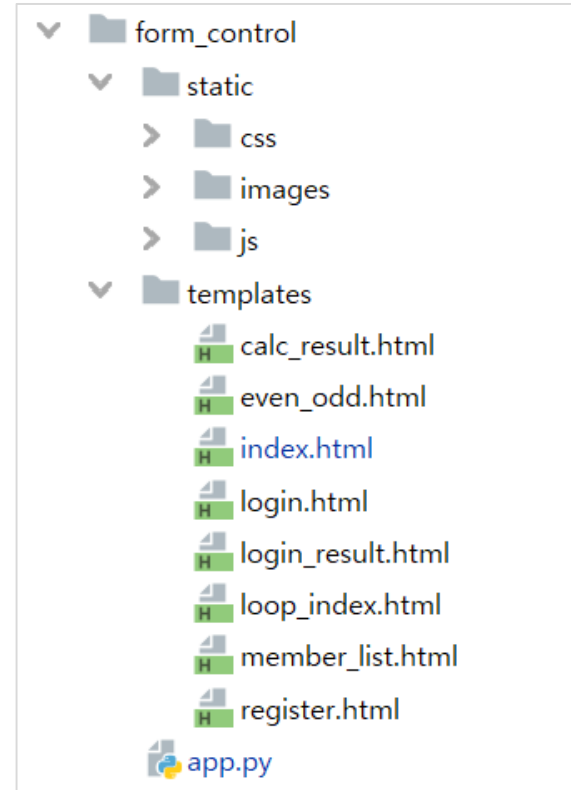 form_control
static
css
images
js
templates
H calc_result.html
H even_odd.html
H index.html
H login.html
H login_result.html
H loop_index.html
H member_list.html
H register.html
app.py